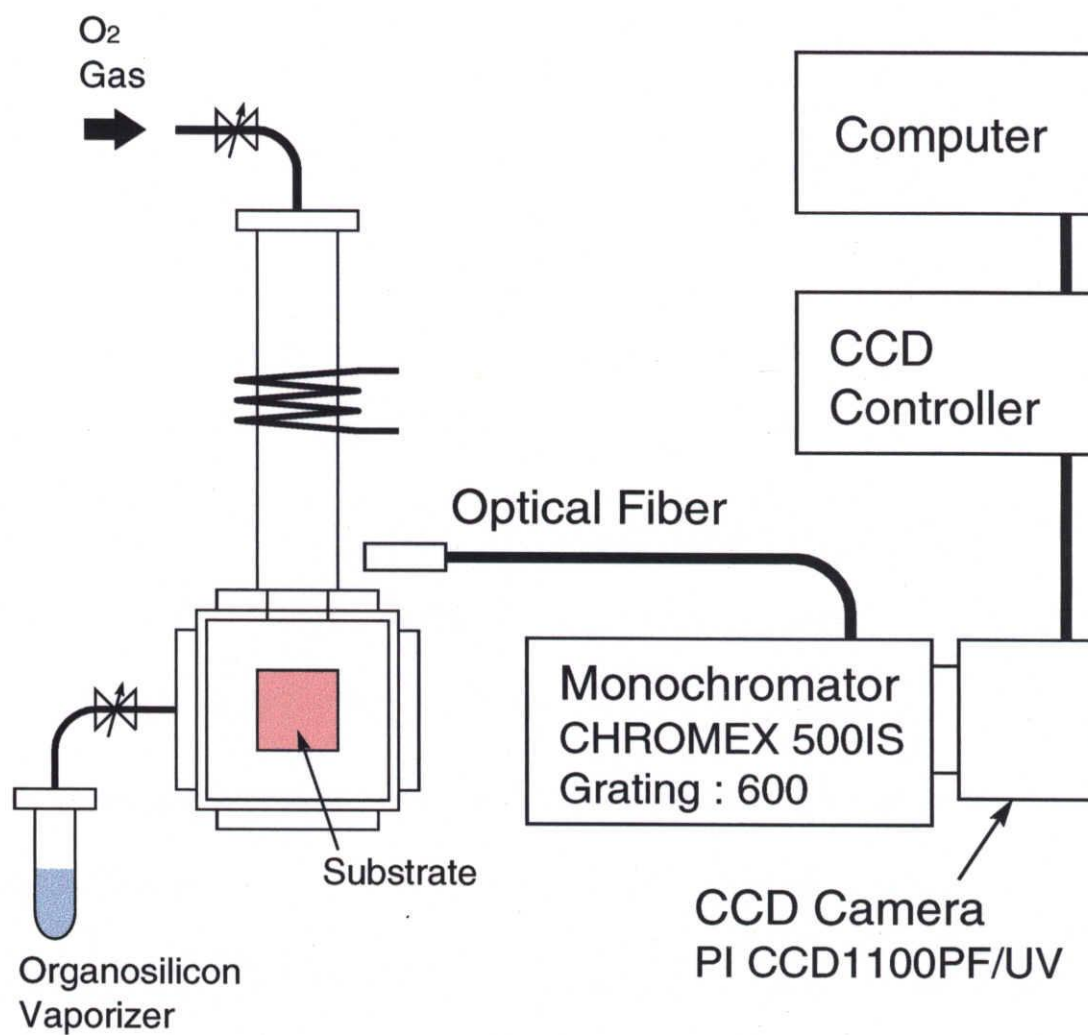 O2
Gas
Computer
CCD
Controller
Optical Fiber
Monochromator
CHROMEX 500IS
Grating : 600
Substrate
CCD Camera
PI CCD1100PF/UV
Organosilicon
Vaporizer